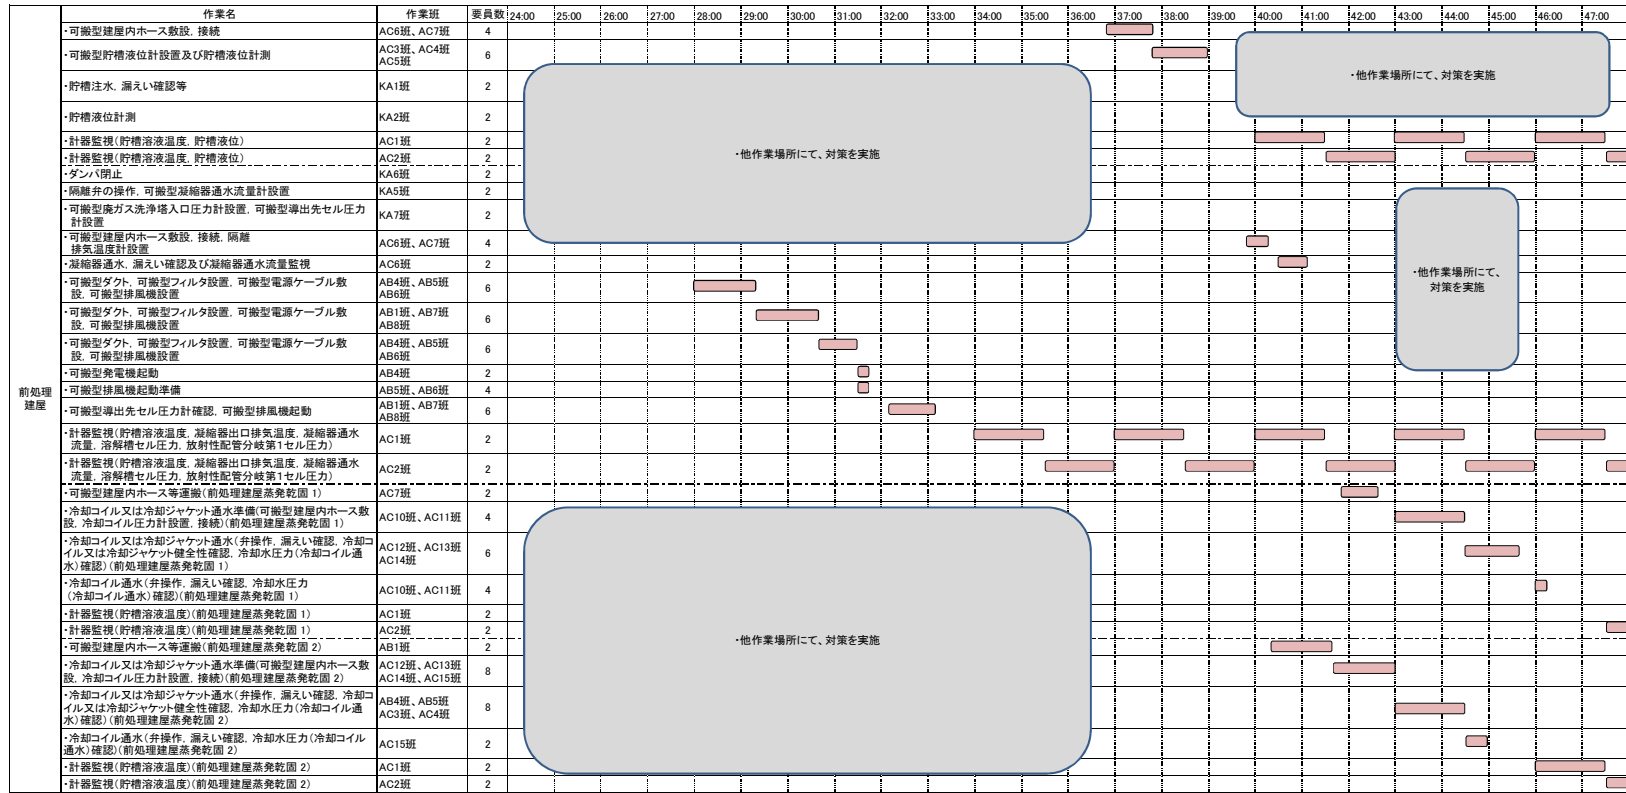 作業名 作業班 要員数 24:00 25:00 26:00 27:00 28:00 29:00 30:00 31:00 32:00 33:00 34:00 35:00 36:00 37:00 38:00 39:00 40:00 41:00 42:00 43:00 44:00 45:00 46:00 47:00
前処理
建屋
・可搬型建屋内ホース敷設，接続 AC6班、AC7班 4
・可搬型貯槽液位計設置及び貯槽液位計測 AC3班、AC4班
AC5班 6
・貯槽注水，漏えい確認等 KA1班 2
・貯槽液位計測 KA2班 2
・計器監視(貯槽溶液温度，貯槽液位) AC1班 2
・計器監視(貯槽溶液温度，貯槽液位) AC2班 2
・ダンパ閉止 KA6班 2
・隔離弁の操作，可搬型凝縮器通水流量計設置 KA5班 2
・可搬型廃ガス洗浄塔入口圧力計設置，可搬型導出先セル圧力
計設置 KA7班 2
・可搬型建屋内ホース敷設，接続，隔離
排気温度計設置 AC6班、AC7班 4
・凝縮器通水，漏えい確認及び凝縮器通水流量監視 AC6班 2
・可搬型ダクト，可搬型フィルタ設置，可搬型電源ケーブル敷
設，可搬型排風機設置 AB4班、AB5班
AB6班 6
・可搬型ダクト，可搬型フィルタ設置，可搬型電源ケーブル敷
設，可搬型排風機設置 AB1班、AB7班
AB8班 6
・可搬型ダクト，可搬型フィルタ設置，可搬型電源ケーブル敷
設，可搬型排風機設置 AB4班、AB5班
AB6班 6
・可搬型発電機起動 AB4班 2
・可搬型排風機起動準備 AB5班、AB6班 4
・可搬型導出先セル圧力計確認，可搬型排風機起動 AB1班、AB7班
AB8班 6
・計器監視(貯槽溶液温度，凝縮器出口排気温度，凝縮器通水
流量，溶解槽セル圧力，放射性配管分岐第1セル圧力) AC1班 2
・計器監視(貯槽溶液温度，凝縮器出口排気温度，凝縮器通水
流量，溶解槽セル圧力，放射性配管分岐第1セル圧力) AC2班 2
・可搬型建屋内ホース等運搬(前処理建屋蒸発乾固 1) AC7班 2
・冷却コイル又は冷却ジャケット通水準備(可搬型建屋内ホース敷
設，冷却コイル圧力計設置，接続)(前処理建屋蒸発乾固 1) AC10班、AC11班 4
・冷却コイル又は冷却ジャケット通水(弁操作，漏えい確認，冷却コ
イル又は冷却ジャケット健全性確認，冷却水圧力(冷却コイル通
水)確認)(前処理建屋蒸発乾固 1) AC12班、AC13班
AC14班 6
・冷却コイル通水(弁操作，漏えい確認，冷却水圧力
(冷却コイル通水)確認)(前処理建屋蒸発乾固 1) AC10班、AC11班 4
・計器監視(貯槽溶液温度)(前処理建屋蒸発乾固 1) AC1班 2
・計器監視(貯槽溶液温度)(前処理建屋蒸発乾固 1) AC2班 2
・可搬型建屋内ホース等運搬(前処理建屋蒸発乾固 2) AB1班 2
・冷却コイル又は冷却ジャケット通水準備(可搬型建屋内ホース敷
設，冷却コイル圧力計設置，接続)(前処理建屋蒸発乾固 2) AC12班、AC13班
AC14班、AC15班 8
・冷却コイル又は冷却ジャケット通水(弁操作，漏えい確認，冷却コ
イル又は冷却ジャケット健全性確認，冷却水圧力(冷却コイル通
水)確認)(前処理建屋蒸発乾固 2) AB4班、AB5班
AC3班、AC4班 8
・冷却コイル通水(弁操作，漏えい確認，冷却水圧力(冷却コイル
通水)確認)(前処理建屋蒸発乾固 2) AC15班 2
・計器監視(貯槽溶液温度)(前処理建屋蒸発乾固 2) AC1班 2
・計器監視(貯槽溶液温度)(前処理建屋蒸発乾固 2) AC2班 2
・他作業場所にて、対策を実施
・他作業場所にて、対策を実施
・他作業場所にて、
対策を実施
・他作業場所にて、対策を実施